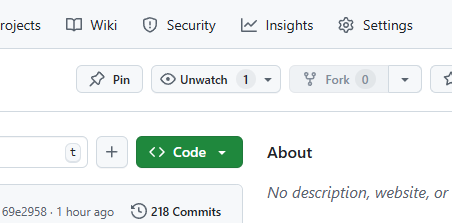 rojects Wiki Security Insights Settings
Pin Unwatch 1 Fork 0
t + Code About
No description, website, or
69e2958 · 1 hour ago 218 Commits